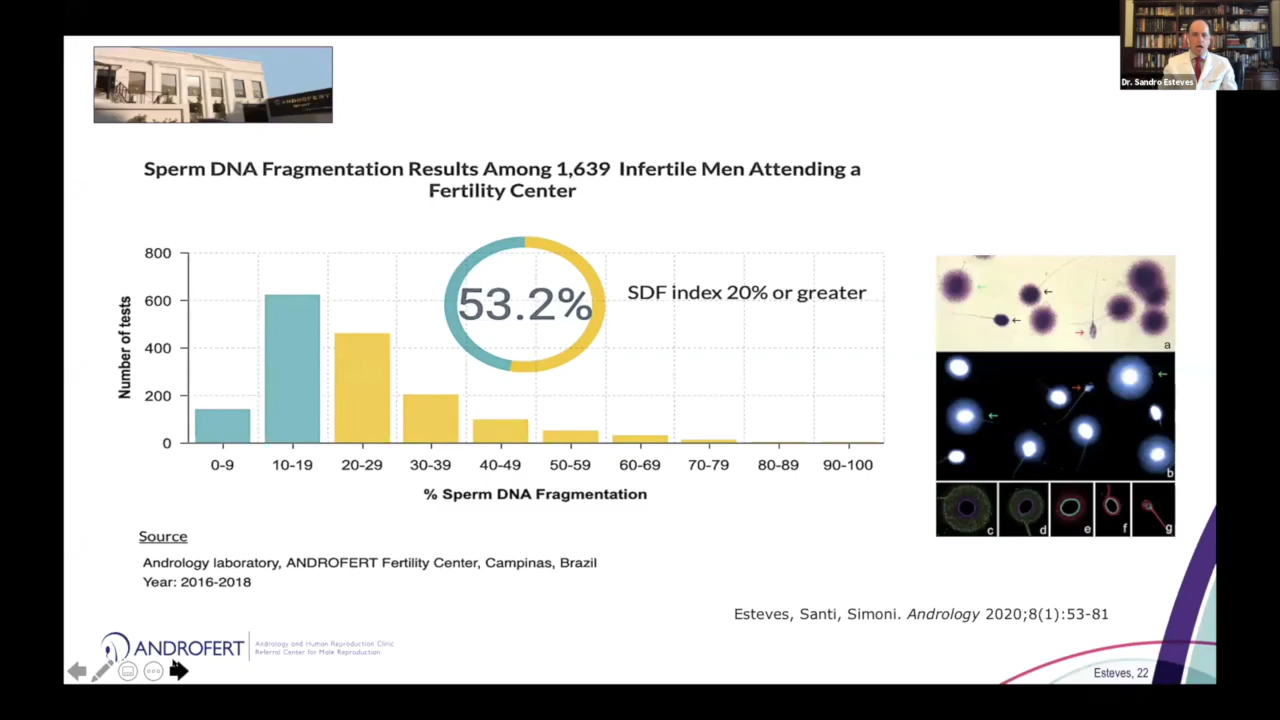 Dr. Sandro Esteves
ANDROFERT
Sperm DNA Fragmentation Results Among 1,639 Infertile Men Attending a
Fertility Center
800
600
400
200
0
Number of tests
53.2%
SDF index 20% or greater
0-9
10-19
20-29
30-39
40-49
50-59
60-69
70-79
80-89
90-100
% Sperm DNA Fragmentation
a
b
c
d
e
f
g
Source
Andrology laboratory, ANDROFERT Fertility Center, Campinas, Brazil
Year: 2016-2018
Esteves, Santi, Simoni. Andrology 2020;8(1):53-81
ANDROFERT
Andrology and Human Reproduction Clinic
Referral Center for Male Reproduction
Esteves, 22